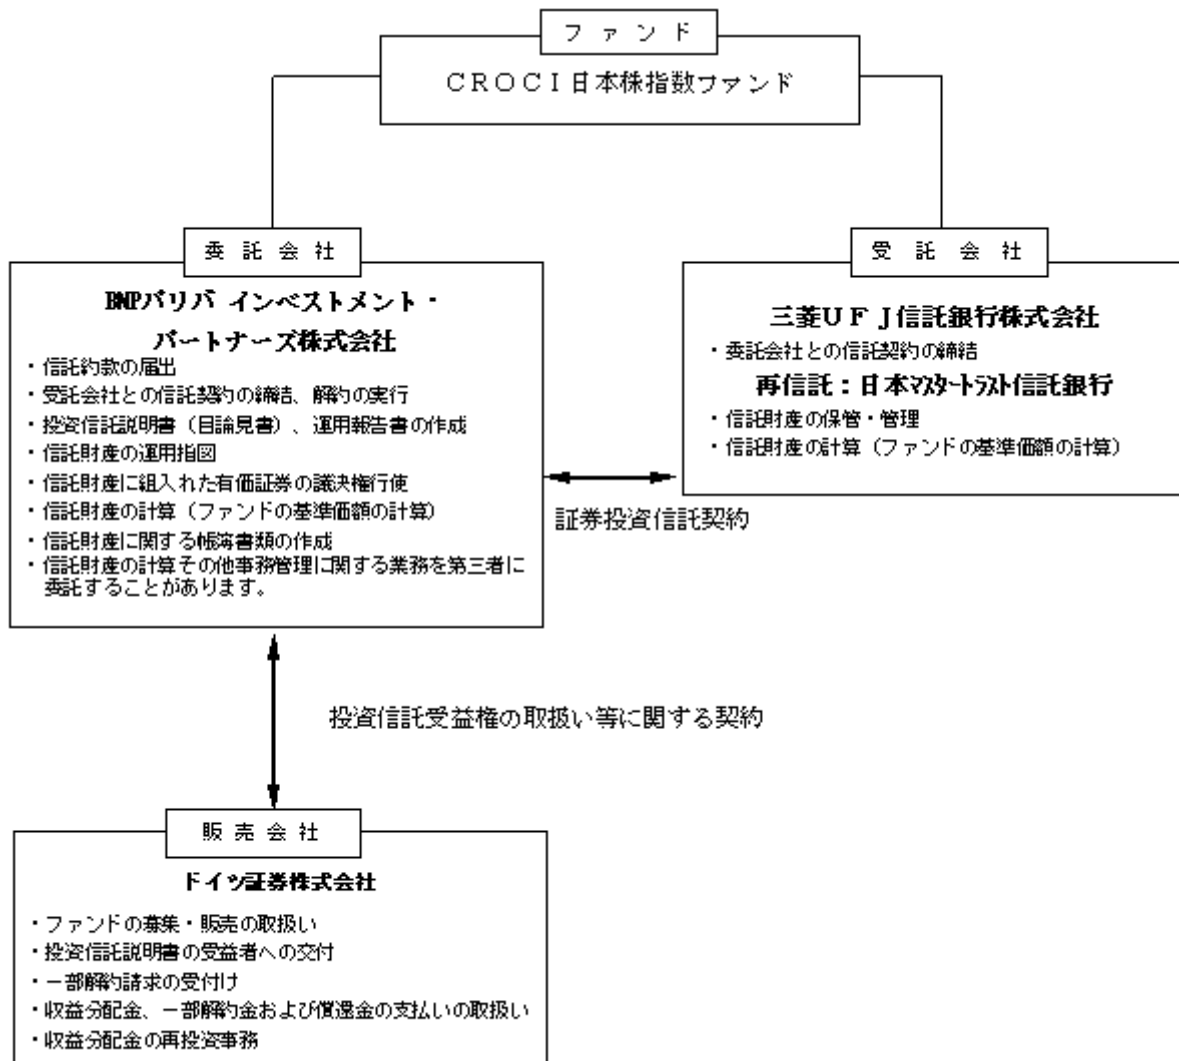 ファンド
CROCI日本株指数ファンド
委託会社
BNPパリバ インベストメント・
パートナーズ株式会社
・信託約款の届出
・受託会社との信託契約の締結、解約の実行
・投資信託説明書（目論見書）、運用報告書の作成
・信託財産の運用指図
・信託財産に組入れた有価証券の議決権行使
・信託財産の計算（ファンドの基準価額の計算）
・信託財産に関する帳簿書類の作成
・信託財産の計算その他事務管理に関する業務を第三者に
委託することがあります。
受託会社
三菱UFJ信託銀行株式会社
・委託会社との信託契約の締結
再信託：日本マスタートラスト信託銀行
・信託財産の保管・管理
・信託財産の計算（ファンドの基準価額の計算）
証券投資信託契約
投資信託受益権の取扱い等に関する契約
販売会社
ドイツ証券株式会社
・ファンドの募集・販売の取扱い
・投資信託説明書の受益者への交付
・一部解約請求の受付け
・収益分配金、一部解約金および償還金の支払いの取扱い
・収益分配金の再投資事務